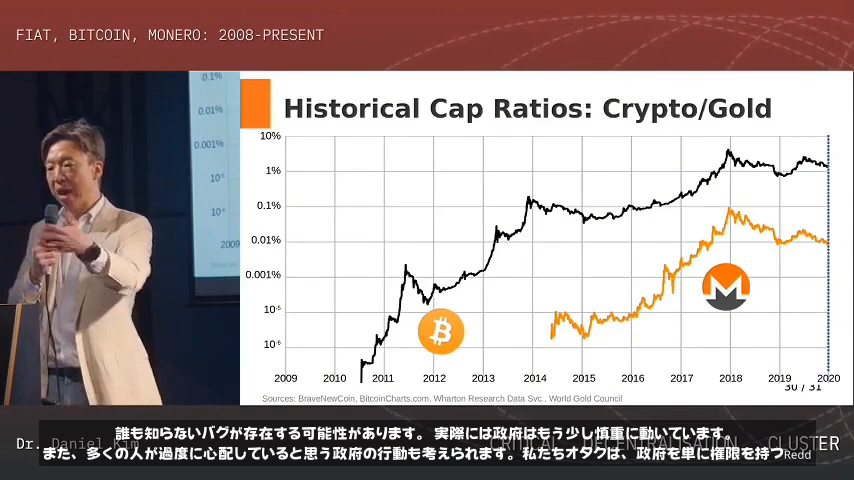 FIAT, BITCOIN, MONERO: 2008-PRESENT
0.1%
0.01%
0.001%
10⁻⁵
10⁻⁶
2009
Historical Cap Ratios: Crypto/Gold
10%
1%
0.1%
0.01%
0.001%
10⁻⁵
10⁻⁶
2009 2010 2011 2012 2013 2014 2015 2016 2017 2018 2019 2020
30 / 31
Sources: BraveNewCoin, BitcoinCharts.com, Wharton Research Data Svc., World Gold Council
Dr. Daniel Kim
CRITICAL DECENTRALISATION CLUSTER
誰も知らないバグが存在する可能性があります。 実際には政府はもう少し慎重に動いています。
また、多くの人が過度に心配していると思う政府の行動も考えられます。私たちオタクは、政府を単に権限を持つ
Redd